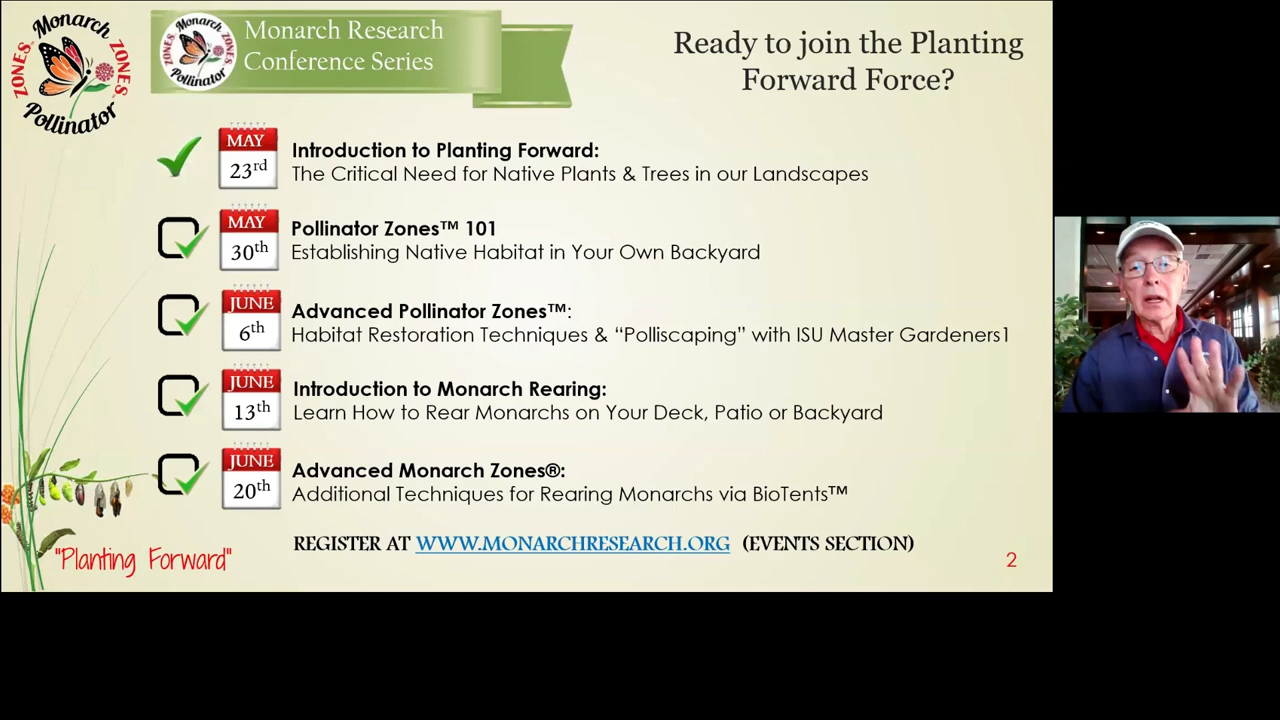 Monarch
ZONES™
ZONES™
Pollinator
Monarch
ZONES
ZONES
Pollinator
Monarch Research
Conference Series
Ready to join the Planting
Forward Force?
MAY
23rd
Introduction to Planting Forward:
The Critical Need for Native Plants & Trees in our Landscapes
MAY
30th
Pollinator Zones™ 101
Establishing Native Habitat in Your Own Backyard
JUNE
6th
Advanced Pollinator Zones™:
Habitat Restoration Techniques & “Polliscaping” with ISU Master Gardeners1
JUNE
13th
Introduction to Monarch Rearing:
Learn How to Rear Monarchs on Your Deck, Patio or Backyard
JUNE
20th
Advanced Monarch Zones®:
Additional Techniques for Rearing Monarchs via BioTents™
REGISTER AT WWW.MONARCHRESEARCH.ORG (EVENTS SECTION)
"Planting Forward"
2